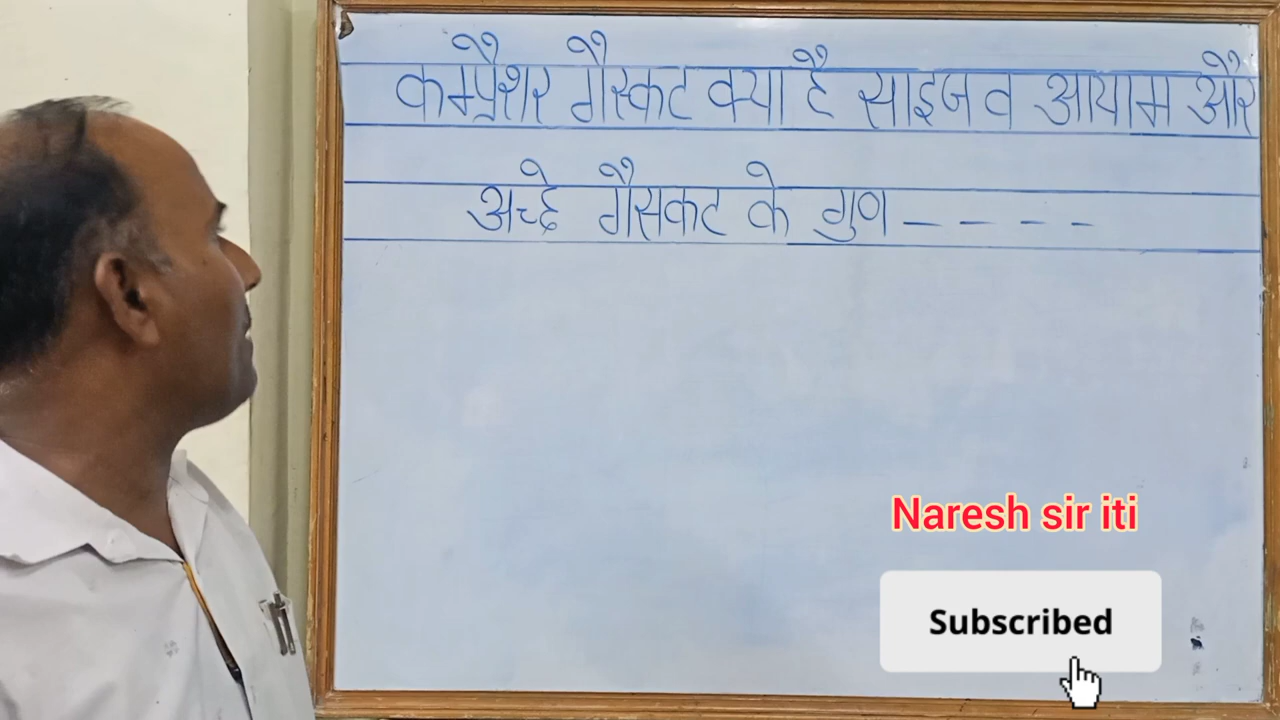 कम्प्रैशर गैस्कट क्या है साइज व आयाम और
अच्छे गैसकट के गुण – – – –
Naresh sir iti
Subscribed